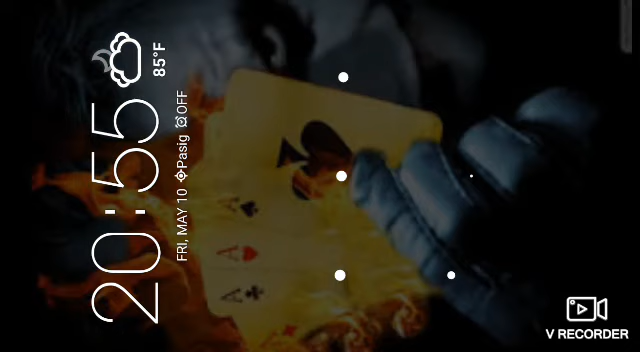 20:55
85°F
FRI, MAY 10 Pasig OFF
A
A
A
V RECORDER